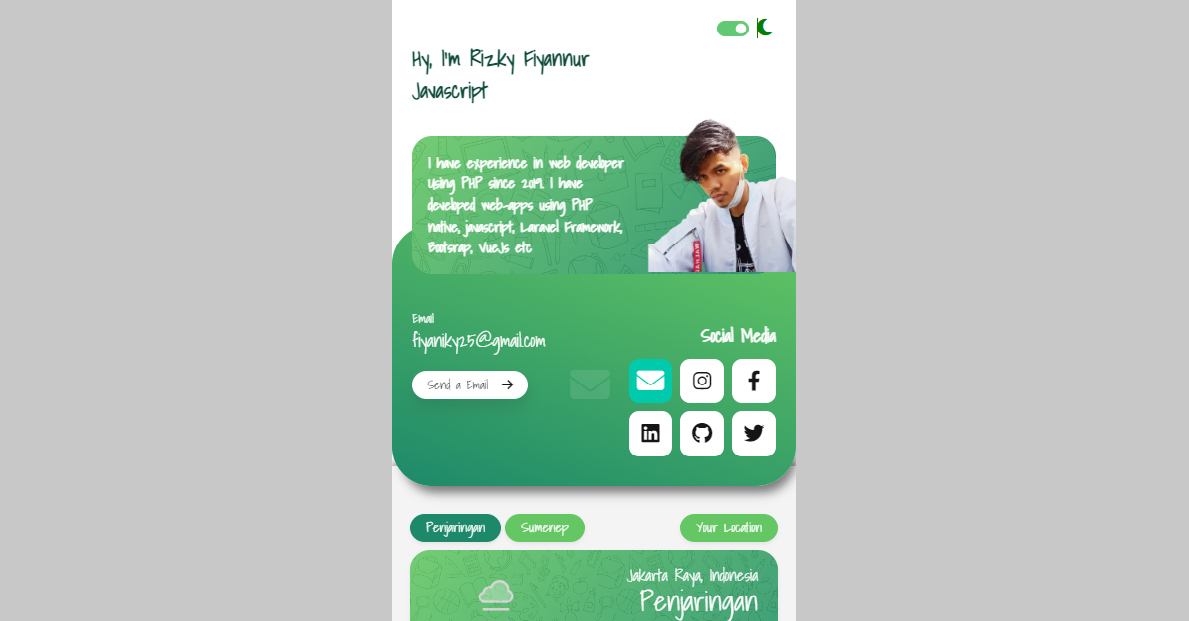 Hy, I'm Rizky Fiyannur
Javascript
I have experience in web developer
Using PHP since 2019. I have
developed web-apps using PHP
native, javascript, Laravel Framework,
Bootsrap, VueJs etc
Email
fiyaniky25@gmail.com
Social Media
Send a Email
Penjaringan Sumenep Your Location
Jakarta Raya, Indonesia
Penjaringan